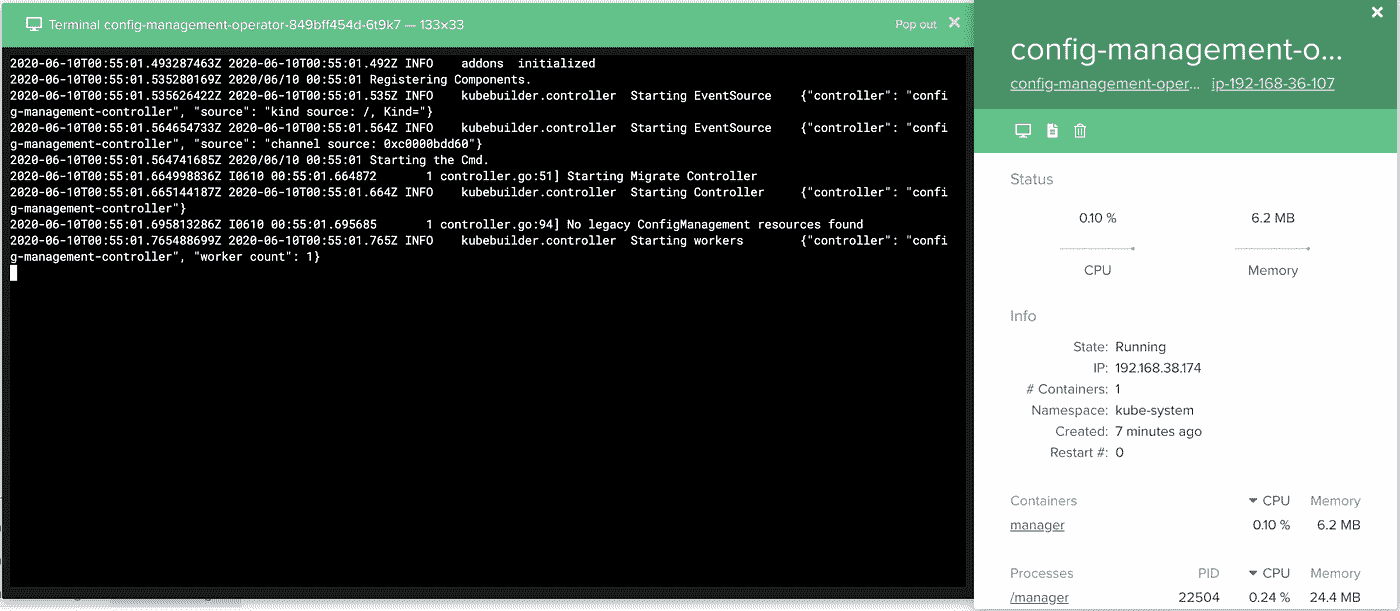 Terminal config-management-operator-849bff454d-6t9k7 — 133×33
Pop out
2020-06-10T00:55:01.493287463Z 2020-06-10T00:55:01.492Z INFO    addons  initialized
2020-06-10T00:55:01.535280169Z 2020/06/10 00:55:01 Registering Components.
2020-06-10T00:55:01.535626422Z 2020-06-10T00:55:01.535Z INFO    kubebuilder.controller  Starting EventSource    {"controller": "confi
g-management-controller", "source": "kind source: /, Kind="}
2020-06-10T00:55:01.564654733Z 2020-06-10T00:55:01.564Z INFO    kubebuilder.controller  Starting EventSource    {"controller": "confi
g-management-controller", "source": "channel source: 0xc0000bdd60"}
2020-06-10T00:55:01.564741685Z 2020/06/10 00:55:01 Starting the Cmd.
2020-06-10T00:55:01.664998836Z I0610 00:55:01.664872       1 controller.go:51] Starting Migrate Controller
2020-06-10T00:55:01.665144187Z 2020-06-10T00:55:01.664Z INFO    kubebuilder.controller  Starting Controller     {"controller": "confi
g-management-controller"}
2020-06-10T00:55:01.695813286Z I0610 00:55:01.695685       1 controller.go:94] No legacy ConfigManagement resources found
2020-06-10T00:55:01.765488699Z 2020-06-10T00:55:01.765Z INFO    kubebuilder.controller  Starting workers        {"controller": "confi
g-management-controller", "worker count": 1}
config-management-o...
config-management-oper... ip-192-168-36-107
Status
0.10 % 6.2 MB
CPU Memory
Info
State: Running
IP: 192.168.38.174
# Containers: 1
Namespace: kube-system
Created: 7 minutes ago
Restart #: 0
Containers CPU Memory
manager 0.10 % 6.2 MB
Processes PID CPU Memory
/manager 22504 0.24 % 24.4 MB